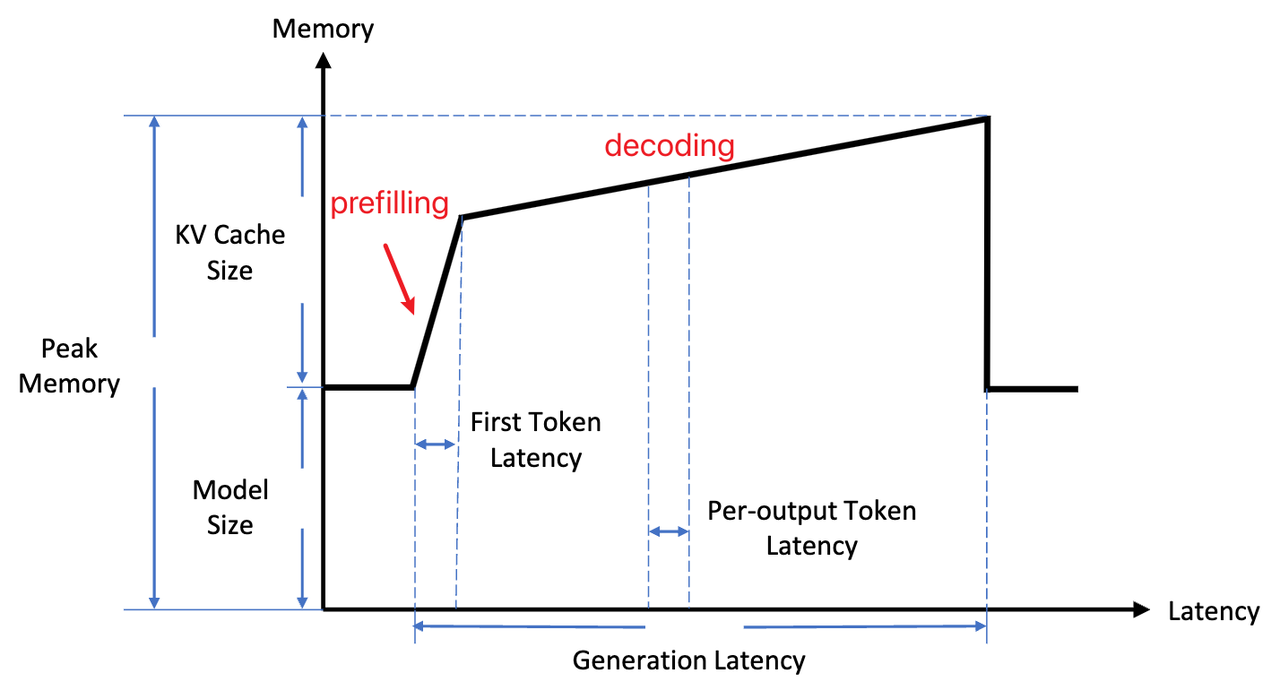 Memory
decoding
prefilling
KV Cache
Size
Peak
Memory
First Token
Latency
Model
Size
Per-output Token
Latency
Latency
Generation Latency